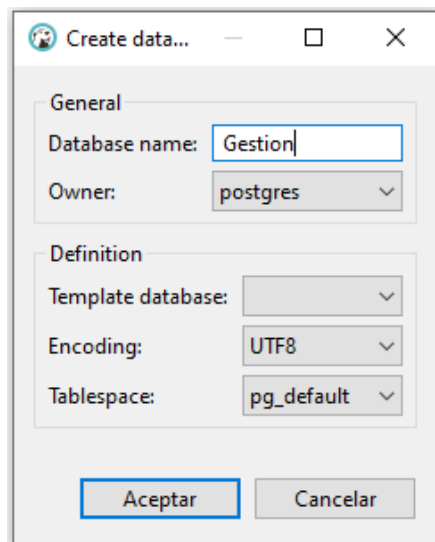 Create data...
General
Database name: Gestion
Owner: postgres
Definition
Template database:
Encoding: UTF8
Tablespace: pg_default
Aceptar Cancelar